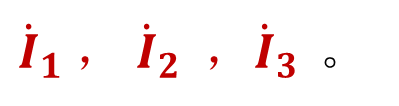 İ₁ , İ₂ , İ₃ 。